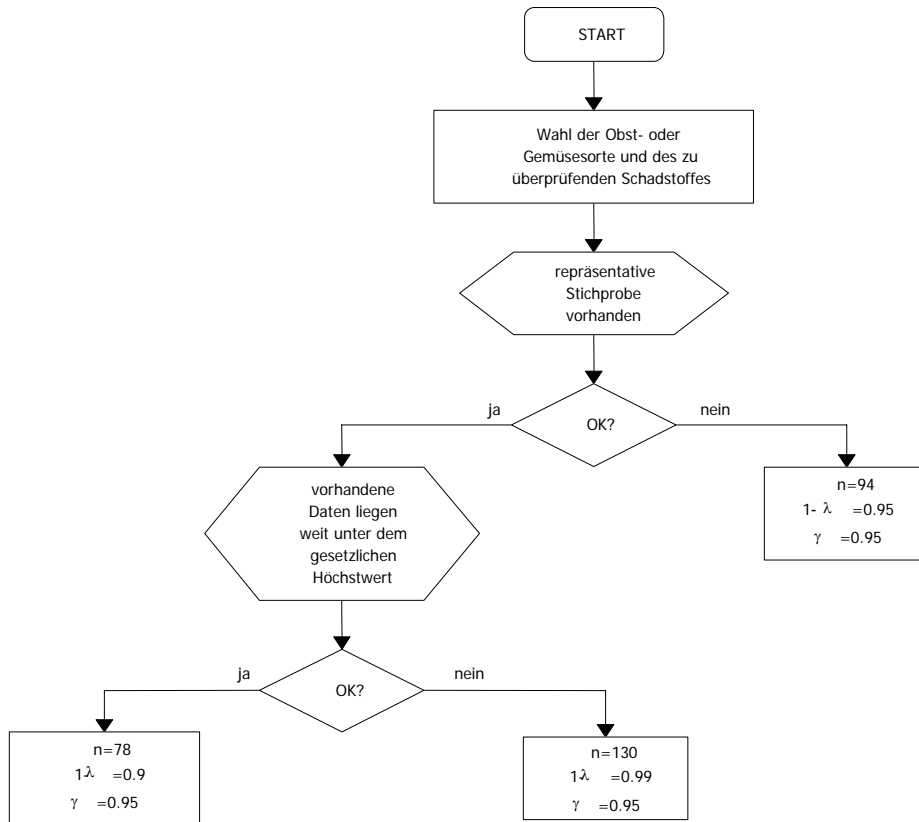 START
Wahl der Obst- oder
Gemüsesorte und des zu
überprüfenden Schadstoffes
repräsentative
Stichprobe
vorhanden
ja
OK?
nein
vorhandene
Daten liegen
weit unter dem
gesetzlichen
Höchstwert
n=94
1- λ =0.95
γ =0.95
ja
OK?
nein
n=78
1λ =0.9
γ =0.95
n=130
1λ =0.99
γ =0.95